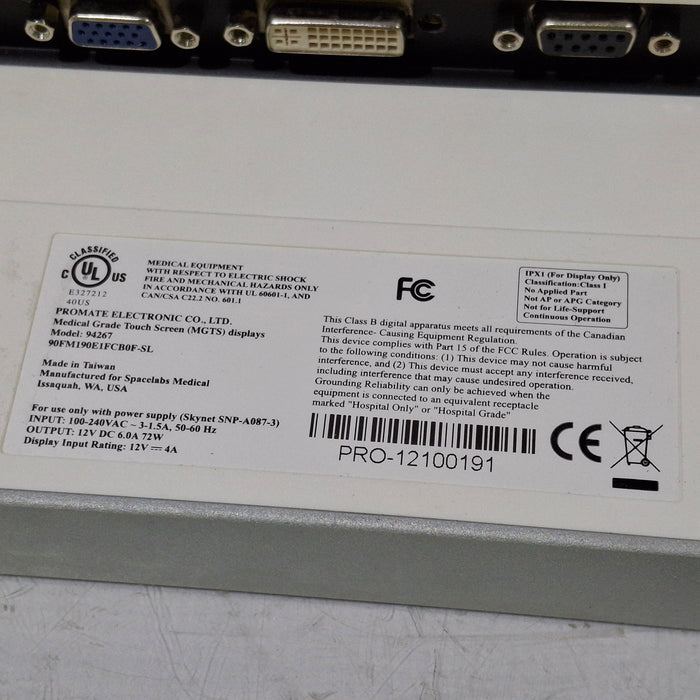 CLASSIFIED
C UL US
E327212
40US
MEDICAL EQUIPMENT
WITH RESPECT TO ELECTRIC SHOCK
FIRE AND MECHANICAL HAZARDS ONLY
IN ACCORDANCE WITH UL 60601-1, AND
CAN/CSA C22.2 NO. 601.1
PROMATE ELECTRONIC CO., LTD.
Medical Grade Touch Screen (MGTS) displays
Model: 94267
90FM190E1FCB0F-SL
Made in Taiwan
Manufactured for Spacelabs Medical
Issaquah, WA, USA
For use only with power supply (Skynet SNP-A087-3)
INPUT: 100-240VAC ~ 3-1.5A, 50-60 Hz
OUTPUT: 12V DC 6.0A 72W
Display Input Rating: 12V ⎓ 4A
FC
IPX1 (For Display Only)
Classification:Class I
No Applied Part
Not AP or APG Category
Not for Life-Support
Continuous Operation
This Class B digital apparatus meets all requirements of the Canadian
Interference- Causing Equipment Regulation.
This device complies with Part 15 of the FCC Rules. Operation is subject
to the following conditions: (1) This device may not cause harmful
interference, and (2) This device must accept any interference received,
including interference that may cause undesired operation.
Grounding Reliability can only be achieved when the
equipment is connected to an equivalent receptacle
marked "Hospital Only" or "Hospital Grade"
PRO-12100191
CE